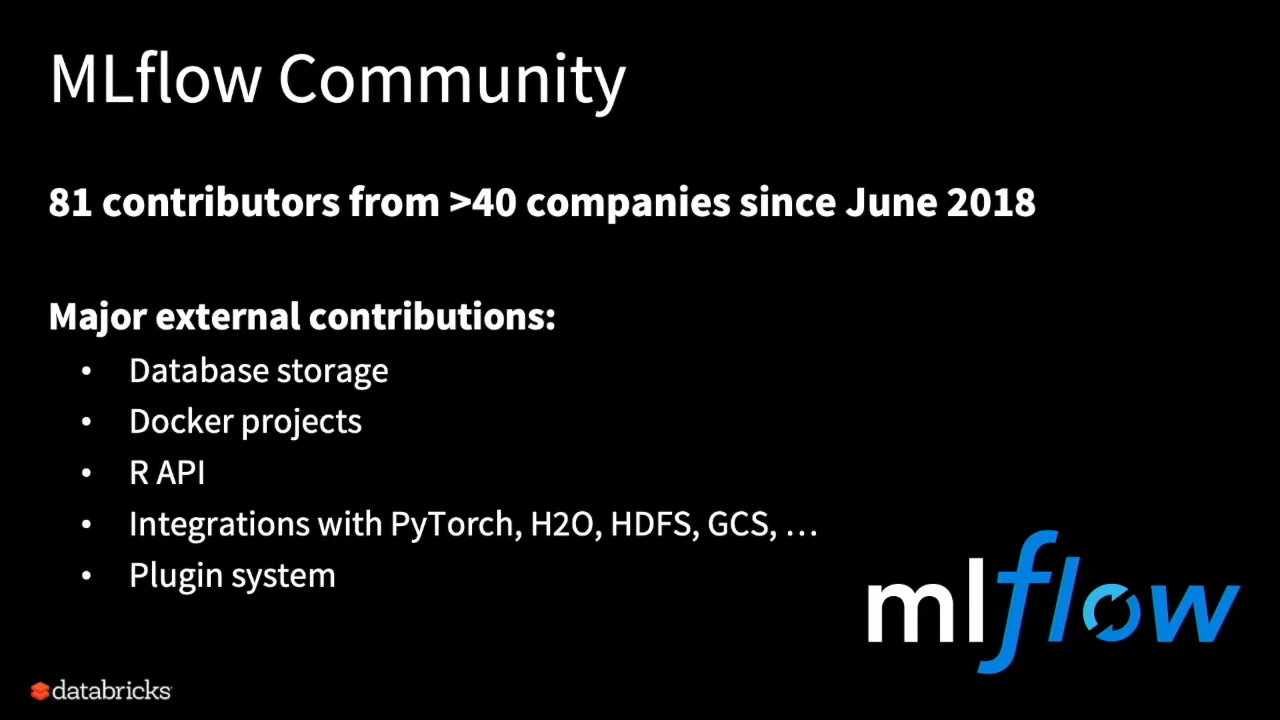 MLflow Community
81 contributors from >40 companies since June 2018
Major external contributions:
• Database storage
• Docker projects
• R API
• Integrations with PyTorch, H2O, HDFS, GCS, …
• Plugin system
mlflow
databricks